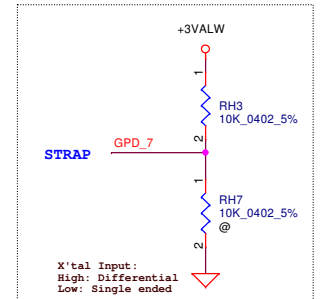 +3VALW
1
RH3
10K_0402_5%
2
GPD_7
STRAP
1
RH7
10K_0402_5%
@
2
X'tal Input:
High: Differential
Low: Single ended